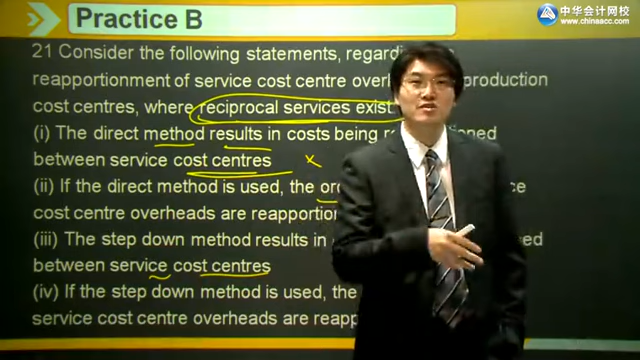 Practice B
中华会计网校
www.chinaacc.com
21 Consider the following statements, regardi
reapportionment of service cost centre over production
cost centres, where reciprocal services exist
(i) The direct method results in costs being oned
between service cost centres
(ii) If the direct method is used, the or ce
cost centre overheads are reapportion
(iii) The step down method results in ed
between service cost centres
(iv) If the step down method is used, the
service cost centre overheads are reapp